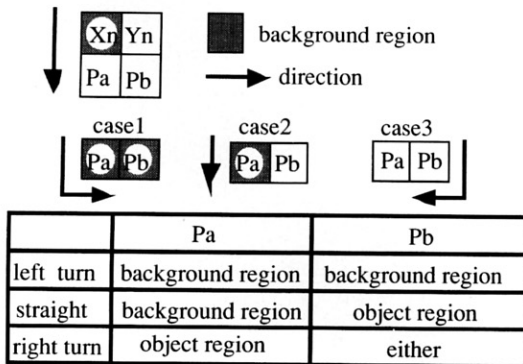 Xn Yn background region
Pa Pb direction
case1 case2 case3
Pa Pb Pa Pb Pa Pb
Pa Pb
left turn background region background region
straight background region object region
right turn object region either